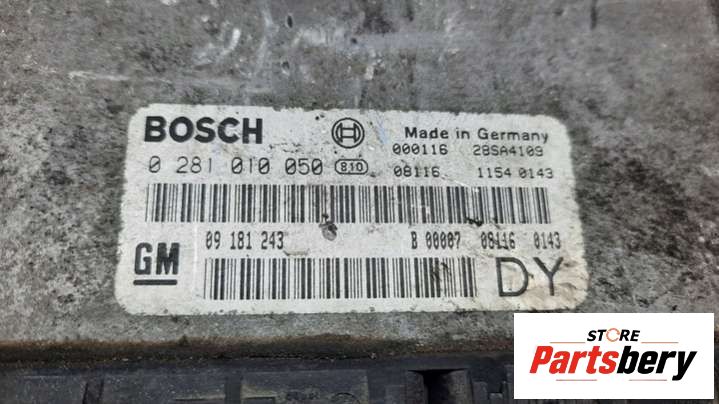 BOSCH Made in Germany
000116 28SA4109
0 281 010 050 810 08116 1154 0143
09 181 243 B 00007 08116 0143
GM DY
STORE
Partsbery